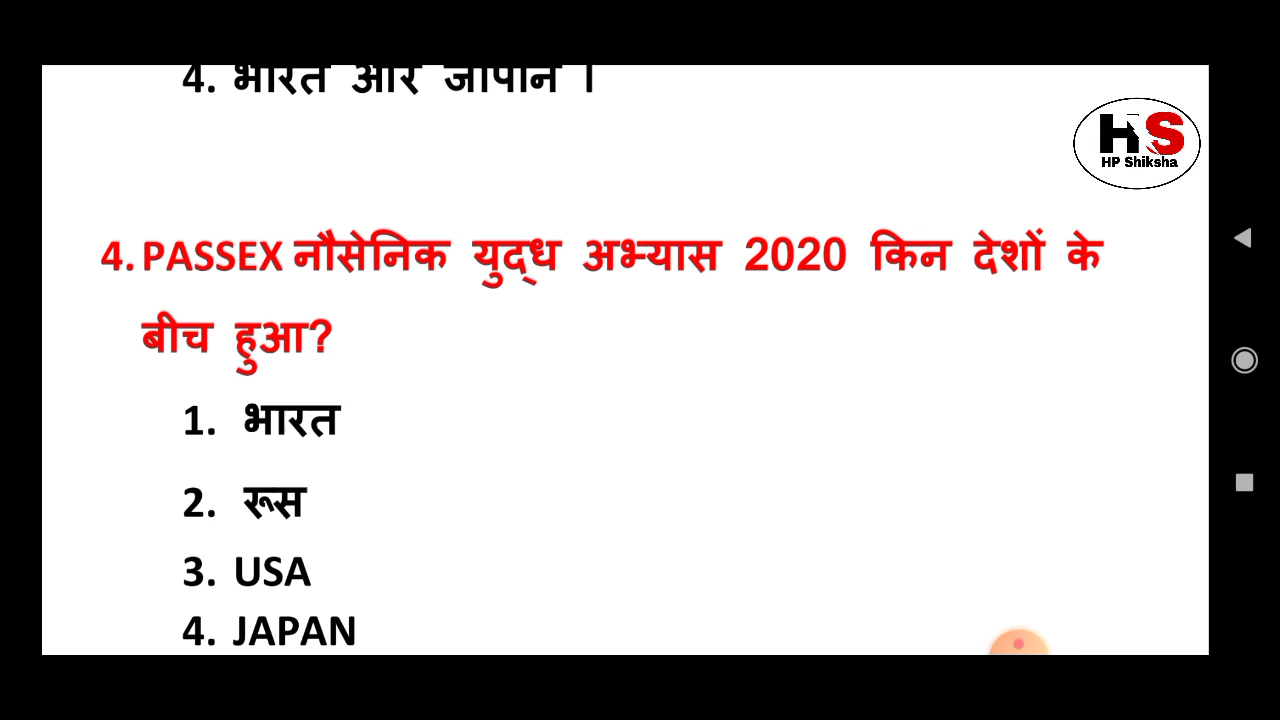 4. भारत और जापान ।
HS
HP Shiksha
4. PASSEX नौसेनिक युद्ध अभ्यास 2020 किन देशों के
बीच हुआ?
1. भारत
2. रूस
3. USA
4. JAPAN